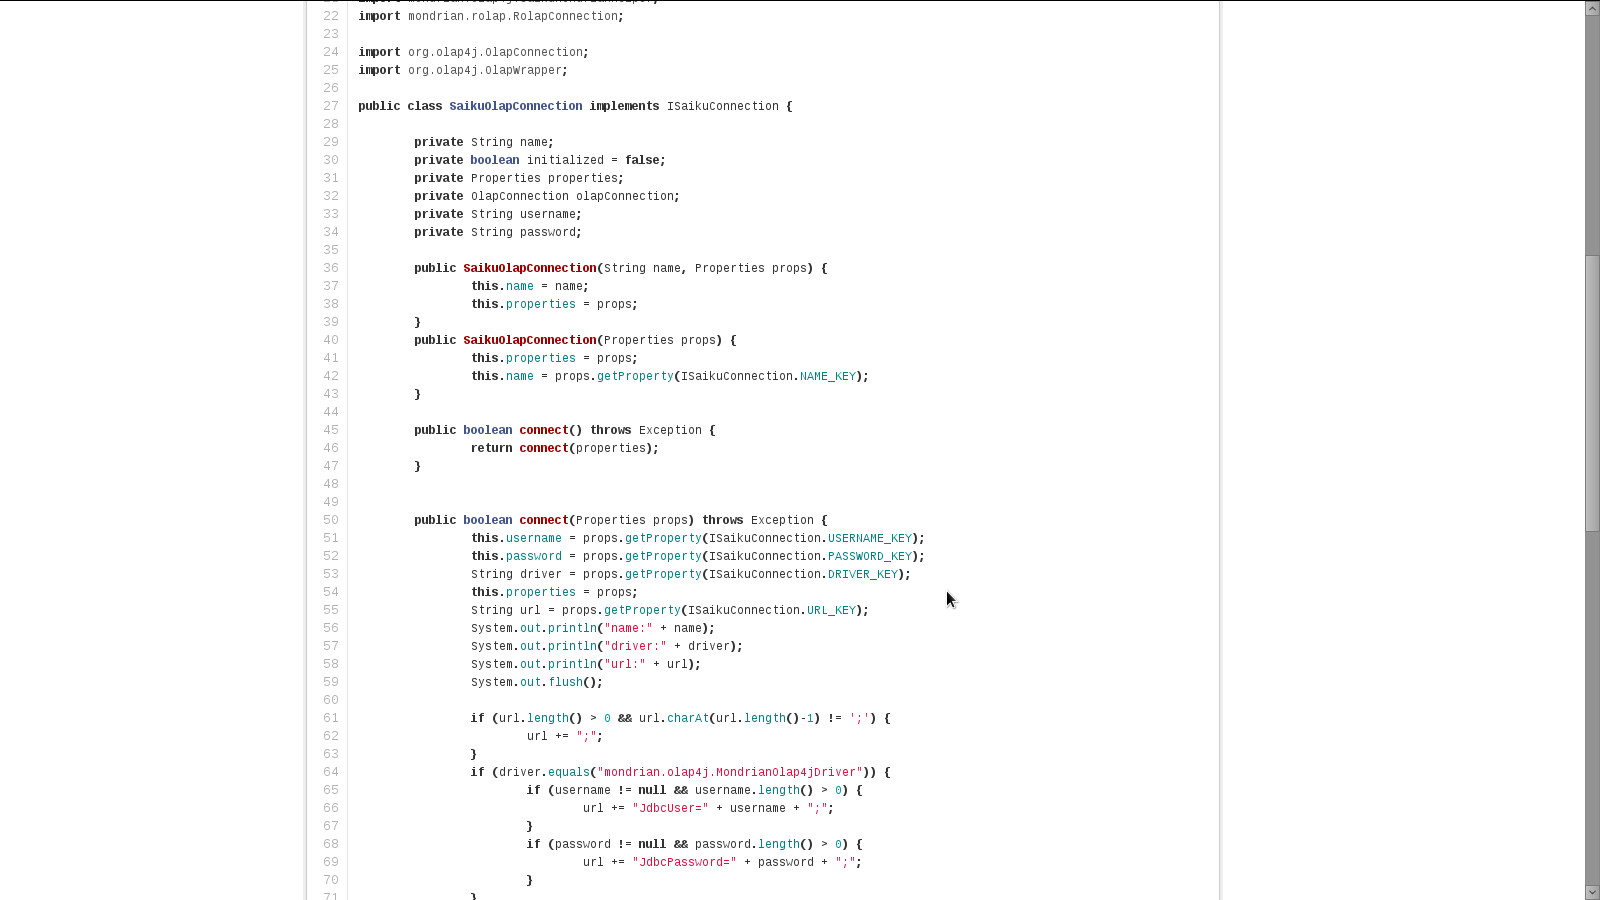 22 import mondrian.rolap.RolapConnection;
23
24 import org.olap4j.OlapConnection;
25 import org.olap4j.OlapWrapper;
26
27 public class SaikuOlapConnection implements ISaikuConnection {
28
29 private String name;
30 private boolean initialized = false;
31 private Properties properties;
32 private OlapConnection olapConnection;
33 private String username;
34 private String password;
35
36 public SaikuOlapConnection(String name, Properties props) {
37 this.name = name;
38 this.properties = props;
39 }
40 public SaikuOlapConnection(Properties props) {
41 this.properties = props;
42 this.name = props.getProperty(ISaikuConnection.NAME_KEY);
43 }
44
45 public boolean connect() throws Exception {
46 return connect(properties);
47 }
48
49
50 public boolean connect(Properties props) throws Exception {
51 this.username = props.getProperty(ISaikuConnection.USERNAME_KEY);
52 this.password = props.getProperty(ISaikuConnection.PASSWORD_KEY);
53 String driver = props.getProperty(ISaikuConnection.DRIVER_KEY);
54 this.properties = props;
55 String url = props.getProperty(ISaikuConnection.URL_KEY);
56 System.out.println("name:" + name);
57 System.out.println("driver:" + driver);
58 System.out.println("url:" + url);
59 System.out.flush();
60
61 if (url.length() > 0 && url.charAt(url.length()-1) != ';') {
62 url += ";";
63 }
64 if (driver.equals("mondrian.olap4j.MondrianOlap4jDriver")) {
65 if (username != null && username.length() > 0) {
66 url += "JdbcUser=" + username + ";";
67 }
68 if (password != null && password.length() > 0) {
69 url += "JdbcPassword=" + password + ";";
70 }
71 }